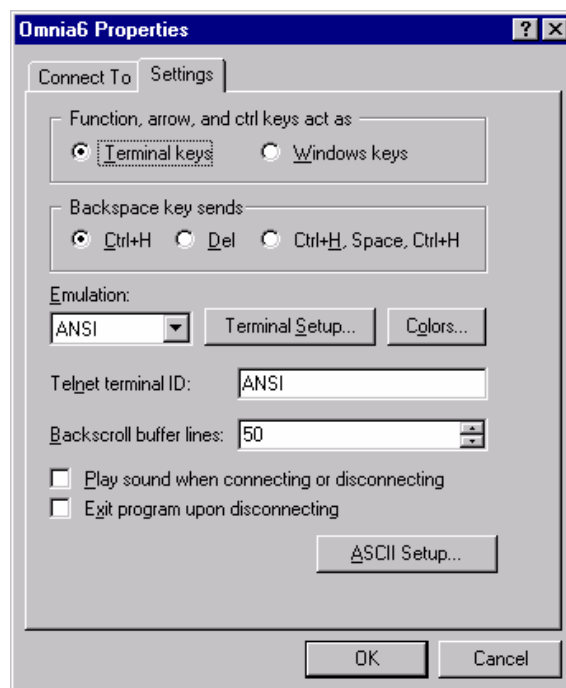 Omnia6 Properties
Connect To Settings
Function, arrow, and ctrl keys act as
Terminal keys Windows keys
Backspace key sends
Ctrl+H Del Ctrl+H, Space, Ctrl+H
Emulation:
ANSI Terminal Setup... Colors...
Telnet terminal ID: ANSI
Backscroll buffer lines: 50
Play sound when connecting or disconnecting
Exit program upon disconnecting
ASCII Setup...
OK Cancel